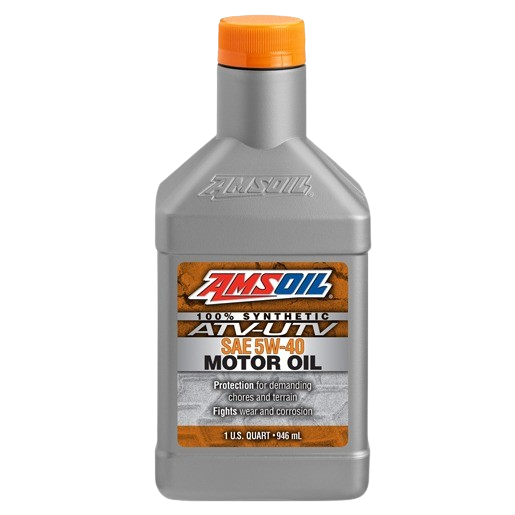 AMSOIL
AMSOIL
100% SYNTHETIC
ATV-UTV
SAE 5W-40
MOTOR OIL
Protection for demanding
chores and terrain
Fights wear and corrosion
1 U.S. QUART • 946 mL